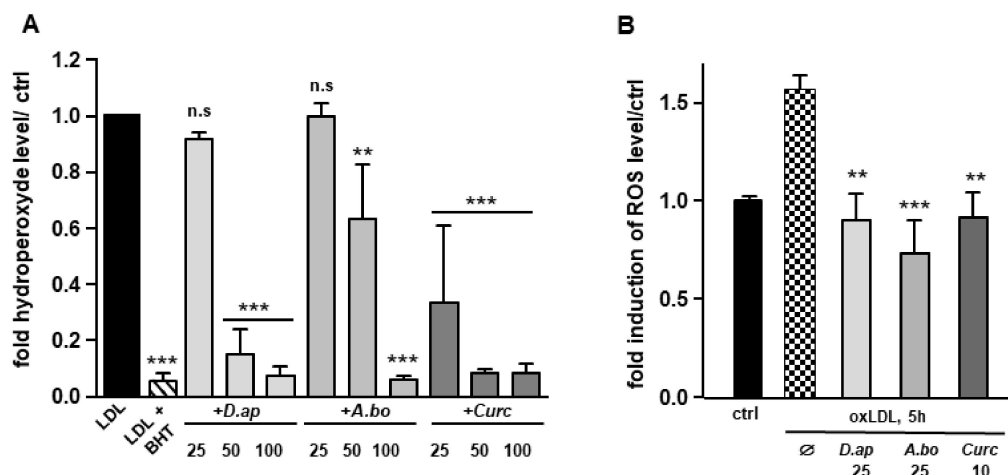 A
fold hydroperoxyde level/ ctrl
1.2
1.0
0.8
0.6
0.4
0.2
0.0
n.s
n.s
**
***
***
***
***
LDL
LDL +
BHT
+D.ap
+A.bo
+Curc
25 50 100
25 50 100
25 50 100
B
fold induction of ROS level/ctrl
1.5
1.0
0.5
0.0
**
***
**
ctrl
oxLDL, 5h
Ø D.ap A.bo Curc
25 25 10